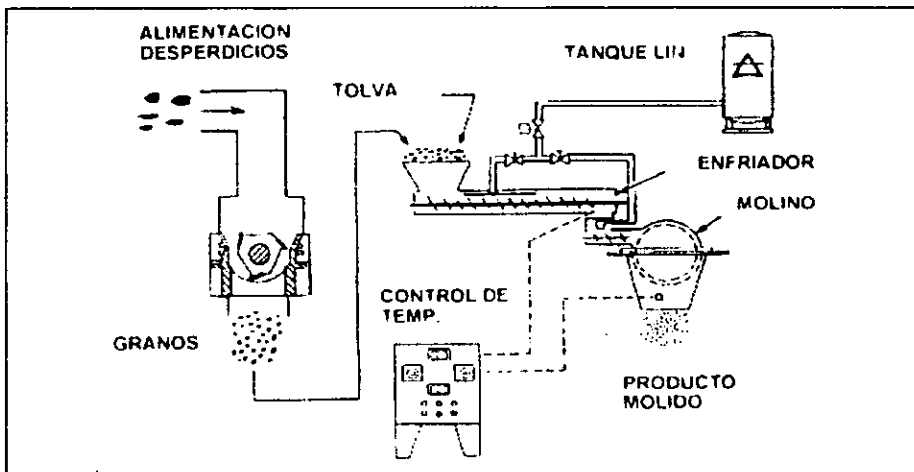 ALIMENTACION
DESPERDICIOS
TOLVA
TANQUE LIN
ENFRIADOR
MOLINO
CONTROL DE
TEMP.
GRANOS
PRODUCTO
MOLIDO